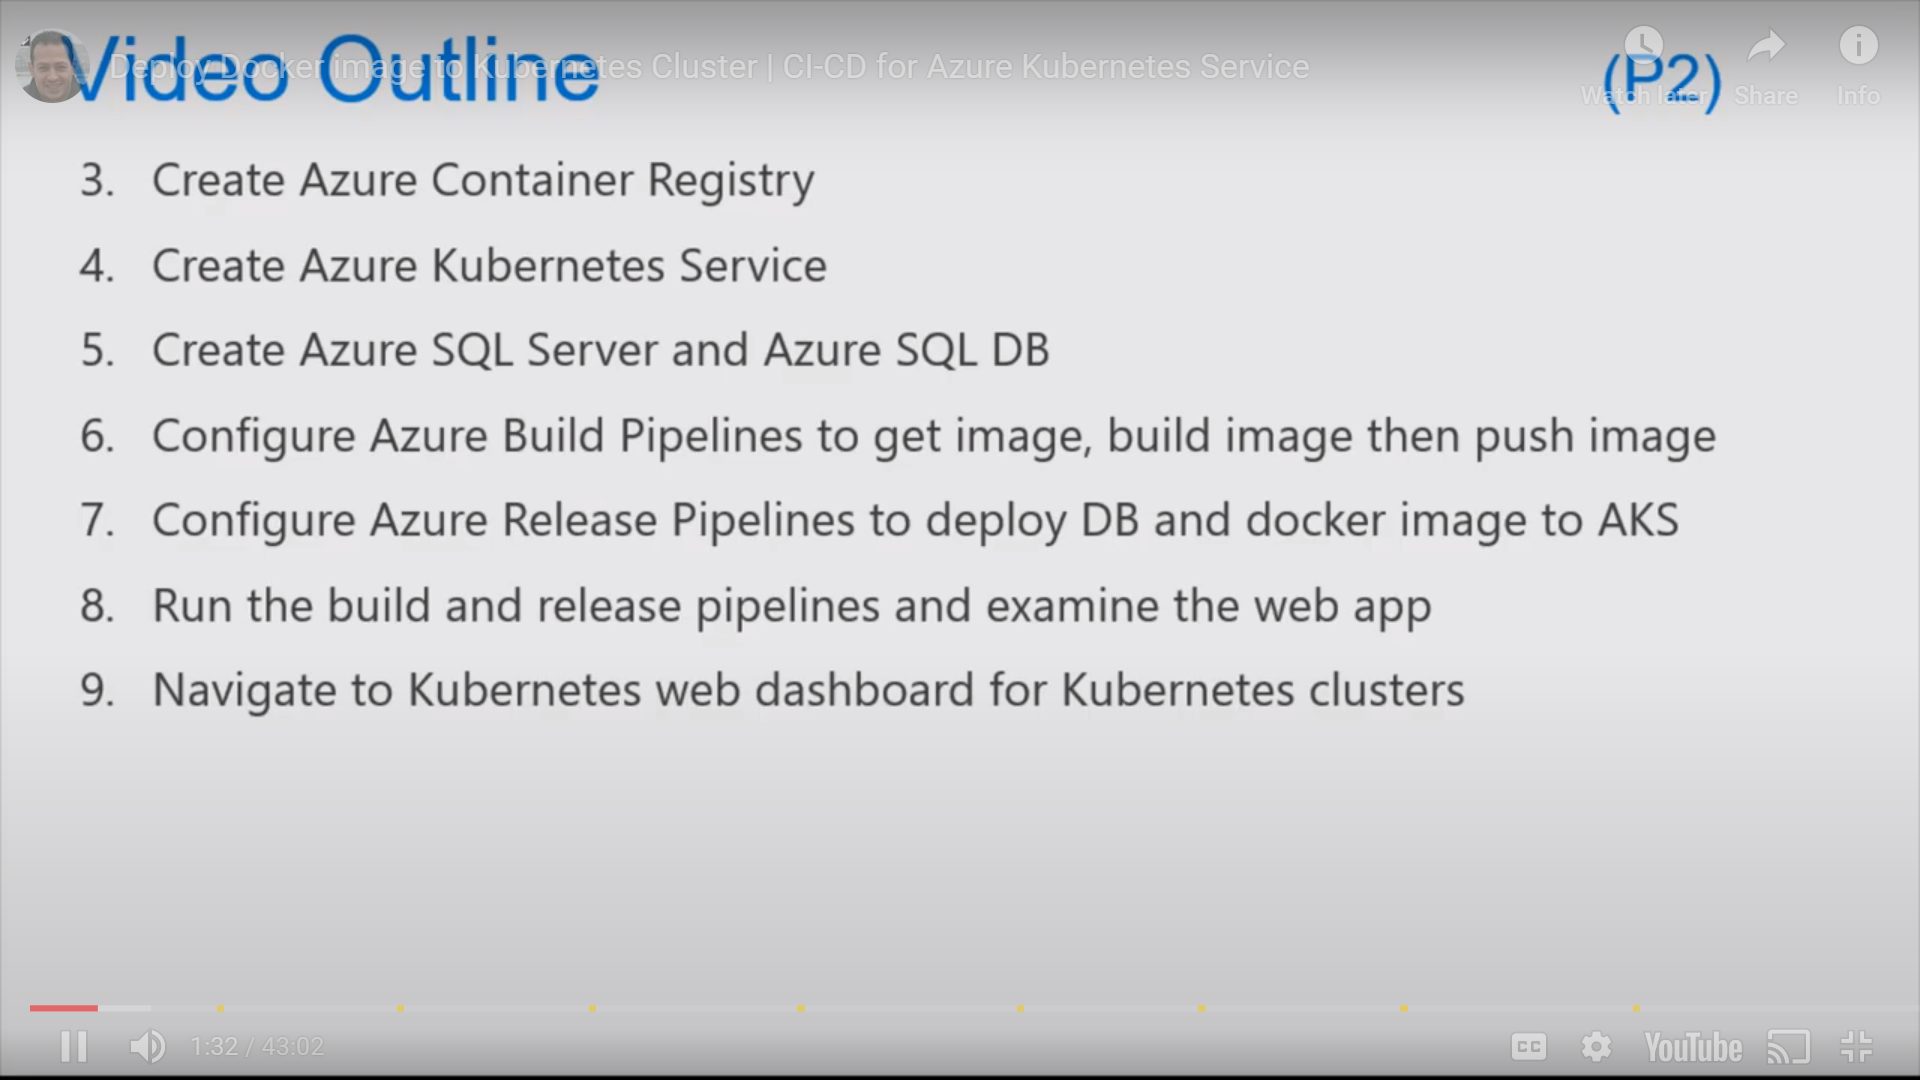 Video Outline (P2)
Deploy Docker image to Kubernetes Cluster | CI-CD for Azure Kubernetes Service
Watch later Share Info
3. Create Azure Container Registry
4. Create Azure Kubernetes Service
5. Create Azure SQL Server and Azure SQL DB
6. Configure Azure Build Pipelines to get image, build image then push image
7. Configure Azure Release Pipelines to deploy DB and docker image to AKS
8. Run the build and release pipelines and examine the web app
9. Navigate to Kubernetes web dashboard for Kubernetes clusters
1:32 / 43:02 CC YouTube